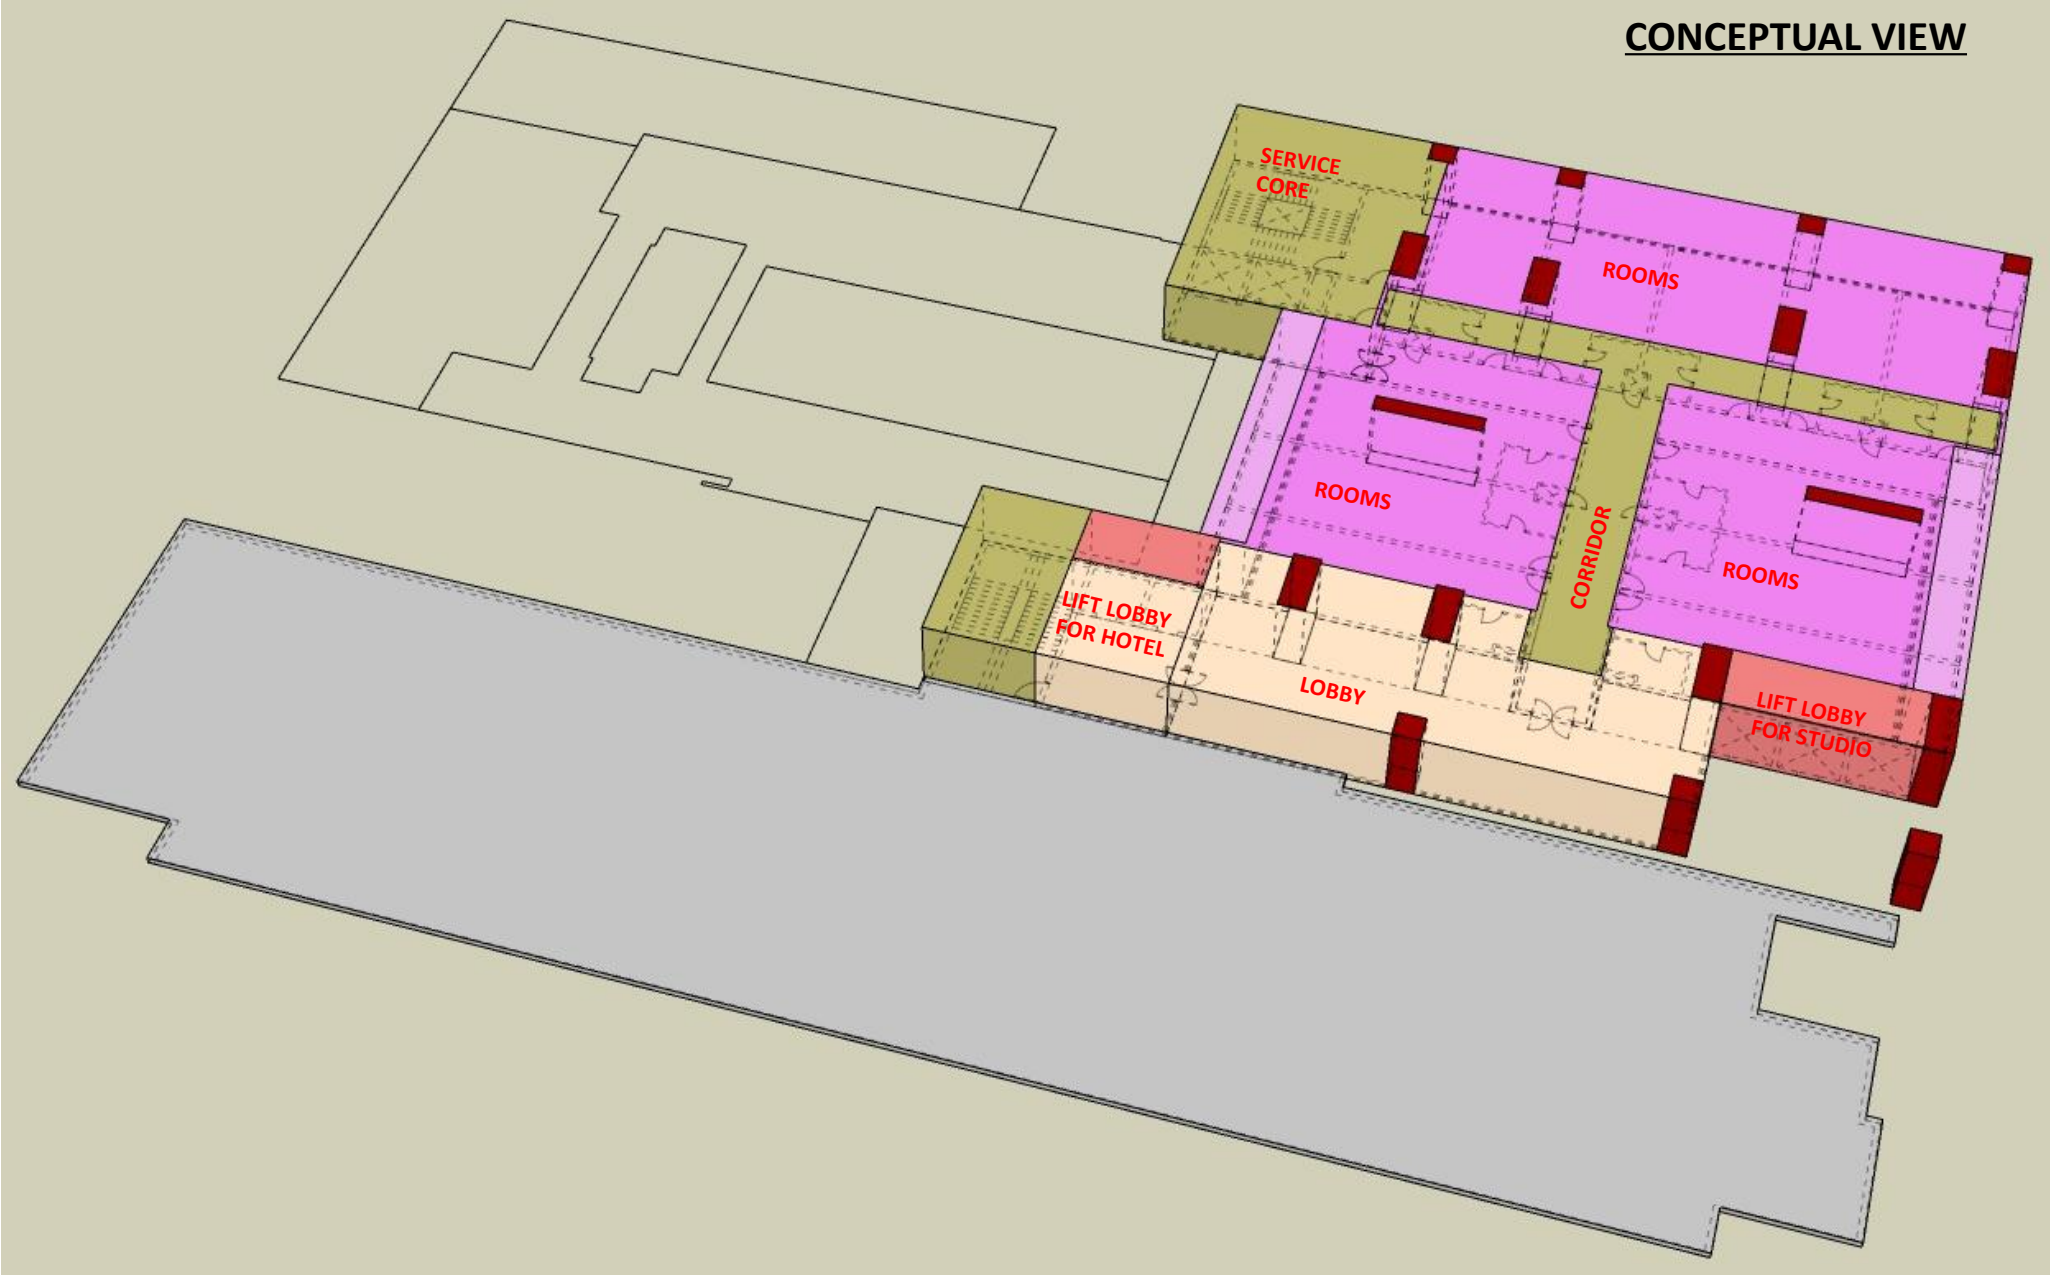 CONCEPTUAL VIEW
SERVICE
CORE
ROOMS
ROOMS
CORRIDOR
ROOMS
LIFT LOBBY
FOR HOTEL
LOBBY
LIFT LOBBY
FOR STUDIO